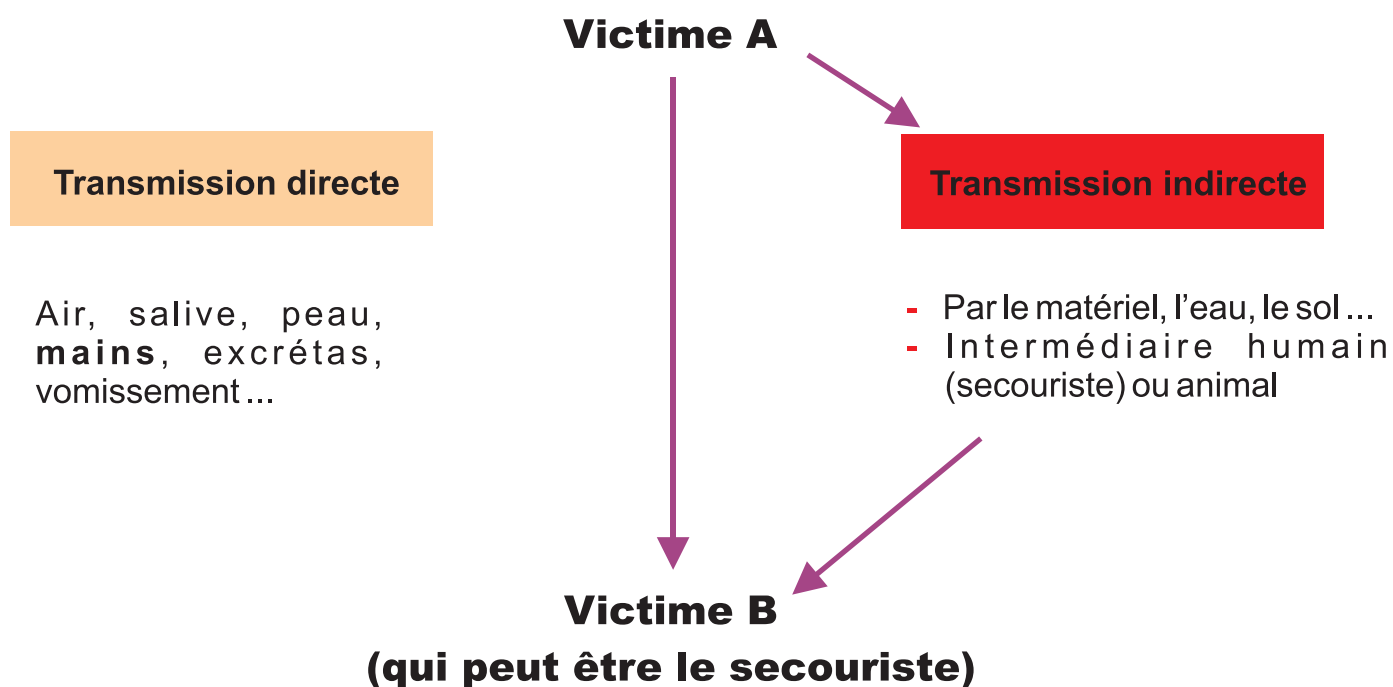 Victime A
Transmission directe
Transmission indirecte
Air, salive, peau,
mains, excrétas,
vomissement ...
- Par le matériel, l’eau, le sol ...
- Intermédiaire humain
(secouriste) ou animal
Victime B
(qui peut être le secouriste)